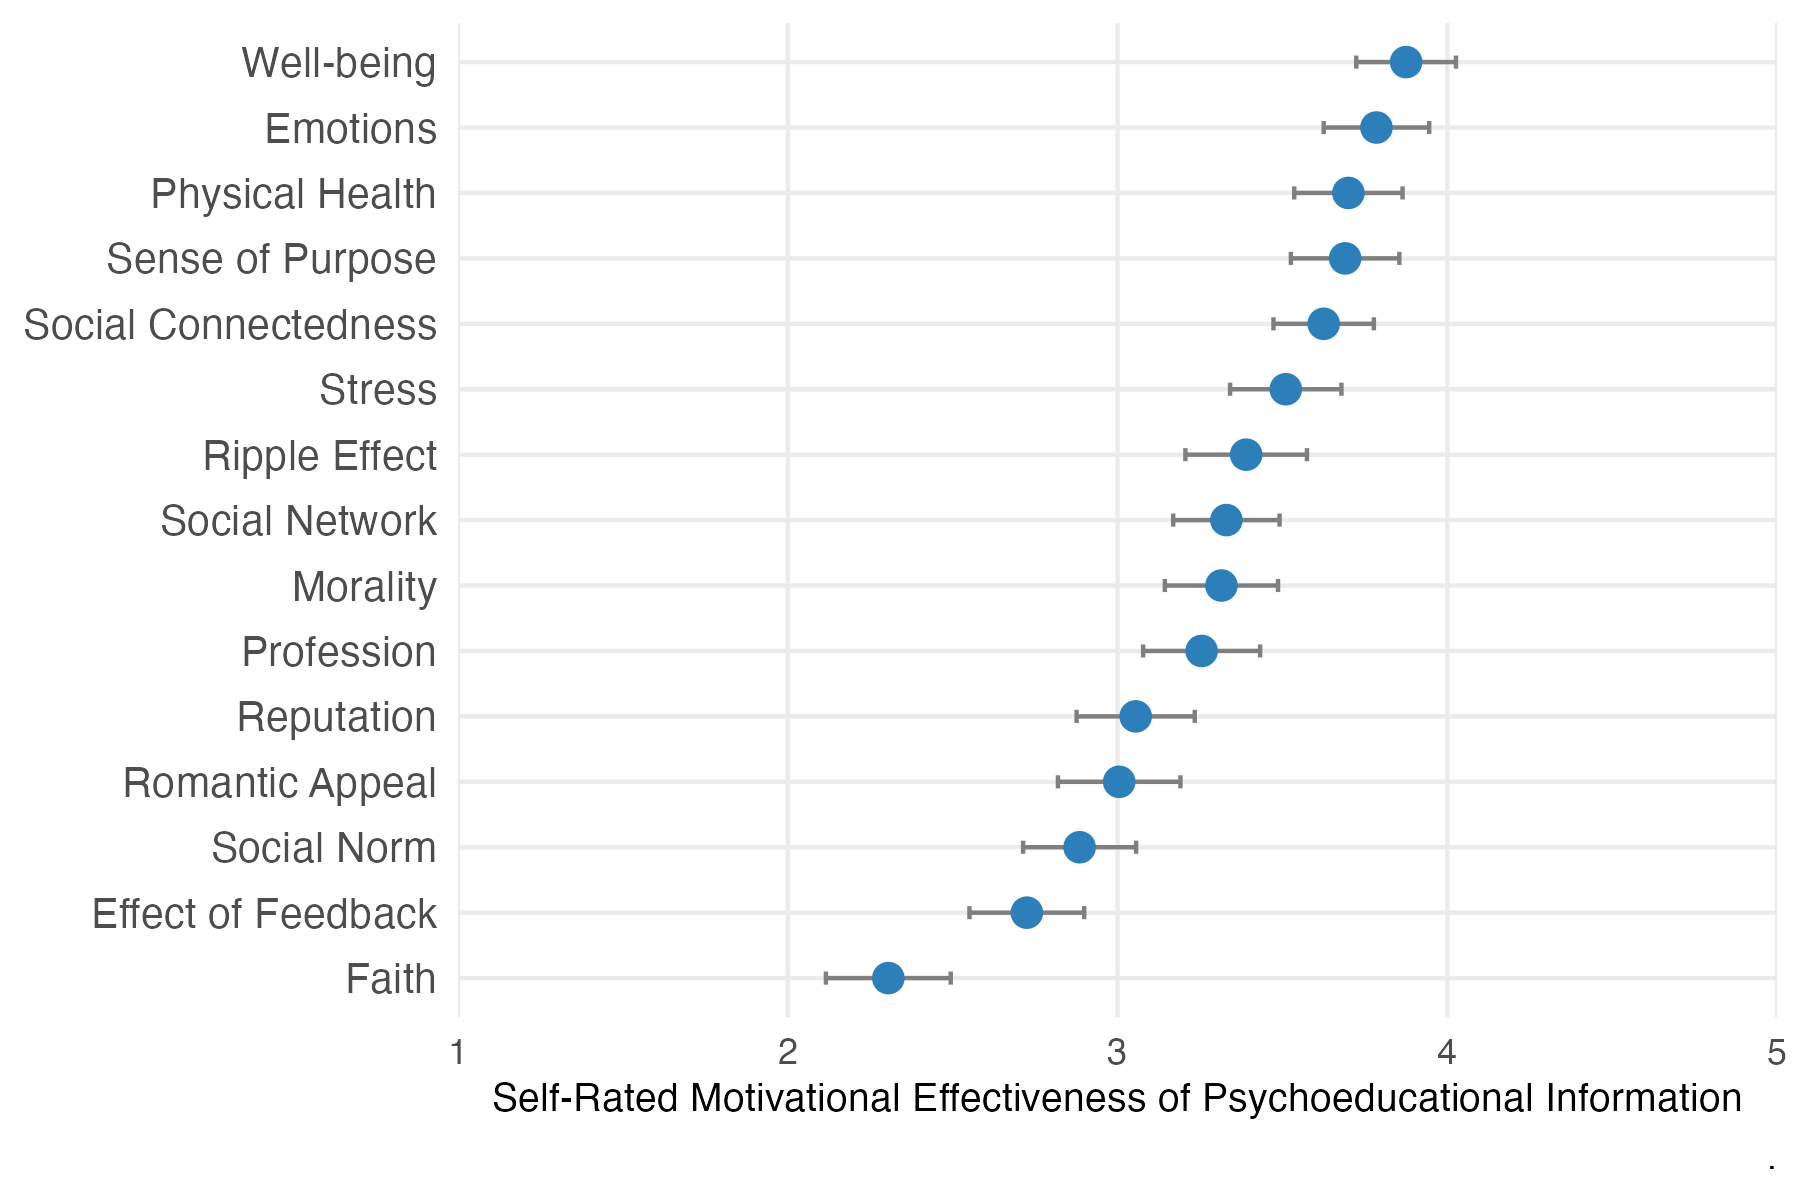 Well-being
Emotions
Physical Health
Sense of Purpose
Social Connectedness
Stress
Ripple Effect
Social Network
Morality
Profession
Reputation
Romantic Appeal
Social Norm
Effect of Feedback
Faith
1 2 3 4 5
Self-Rated Motivational Effectiveness of Psychoeducational Information
.